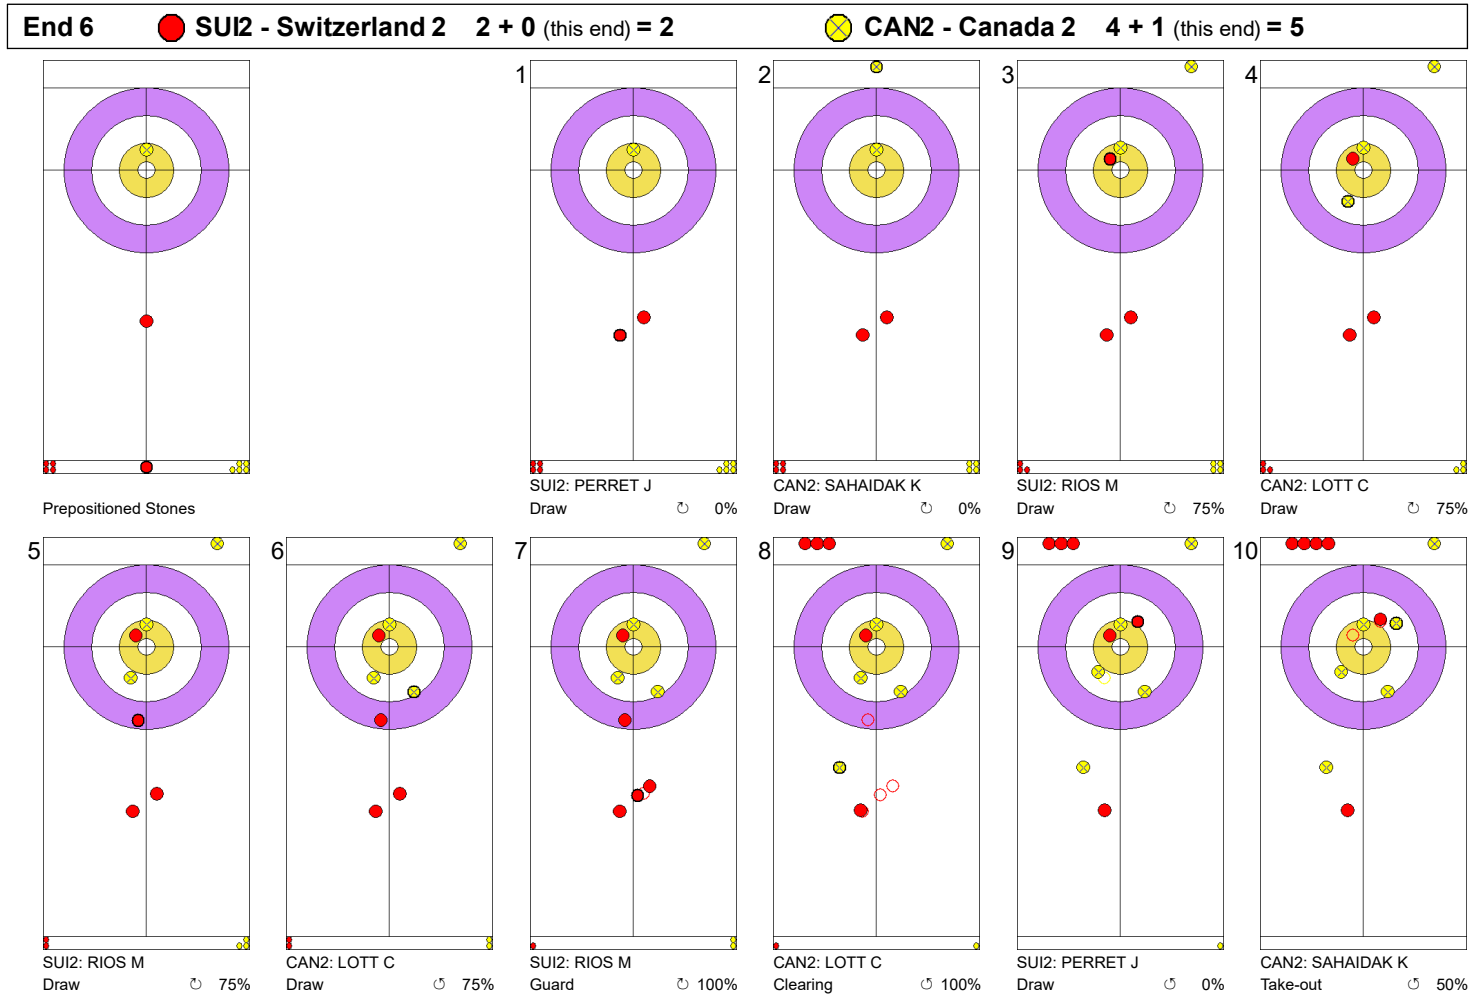 End 6 SUI2 - Switzerland 2 2 + 0 (this end) = 2 CAN2 - Canada 2 4 + 1 (this end) = 5
1 2 3 4
Prepositioned Stones
SUI2: PERRET J
Draw 0%
CAN2: SAHAIDAK K
Draw 0%
SUI2: RIOS M
Draw 75%
CAN2: LOTT C
Draw 75%
5 6 7 8 9 10
SUI2: RIOS M
Draw 75%
CAN2: LOTT C
Draw 75%
SUI2: RIOS M
Guard 100%
CAN2: LOTT C
Clearing 100%
SUI2: PERRET J
Draw 0%
CAN2: SAHAIDAK K
Take-out 50%